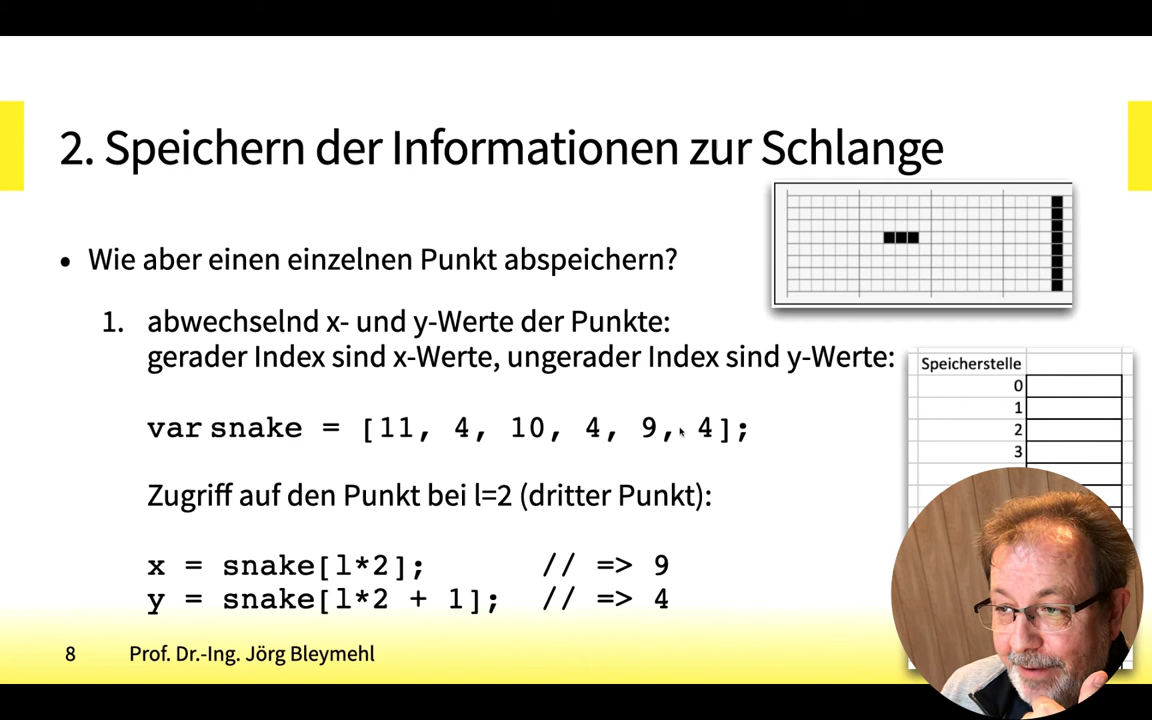 2. Speichern der Informationen zur Schlange
• Wie aber einen einzelnen Punkt abspeichern?
1. abwechselnd x- und y-Werte der Punkte:
gerader Index sind x-Werte, ungerader Index sind y-Werte:
var snake = [11, 4, 10, 4, 9, 4];
Zugriff auf den Punkt bei l=2 (dritter Punkt):
x = snake[l*2]; // => 9
y = snake[l*2 + 1]; // => 4
Speicherstelle
0
1
2
3
8 Prof. Dr.-Ing. Jörg Bleymehl